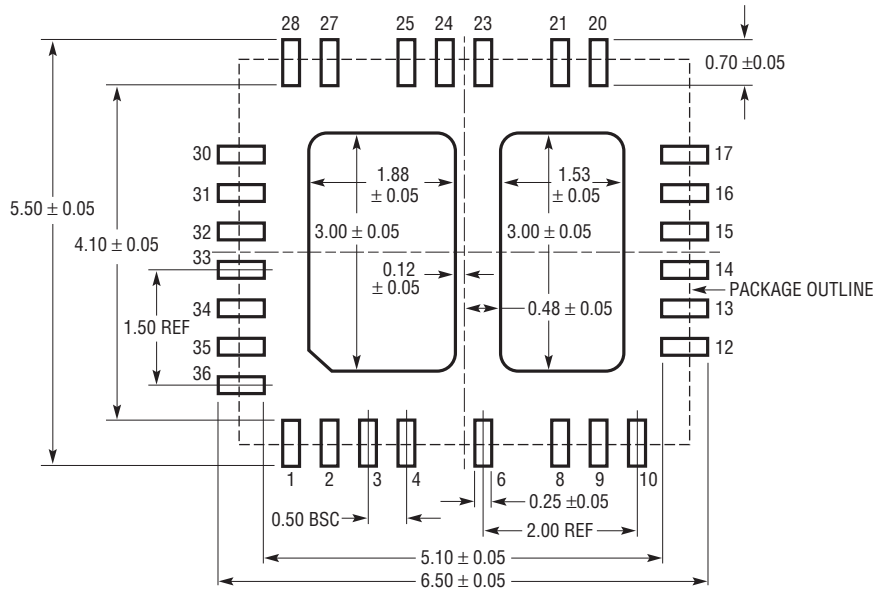 28 27 25 24 23 21 20
0.70 ±0.05
30
31
32
33
34
35
36
17
16
15
14
13
12
5.50 ± 0.05
4.10 ± 0.05
1.50 REF
1.88
± 0.05
1.53
± 0.05
3.00 ± 0.05
3.00 ± 0.05
0.12
± 0.05
0.48 ± 0.05
PACKAGE OUTLINE
1 2 3 4 6 8 9 10
0.50 BSC
0.25 ±0.05
2.00 REF
5.10 ± 0.05
6.50 ± 0.05